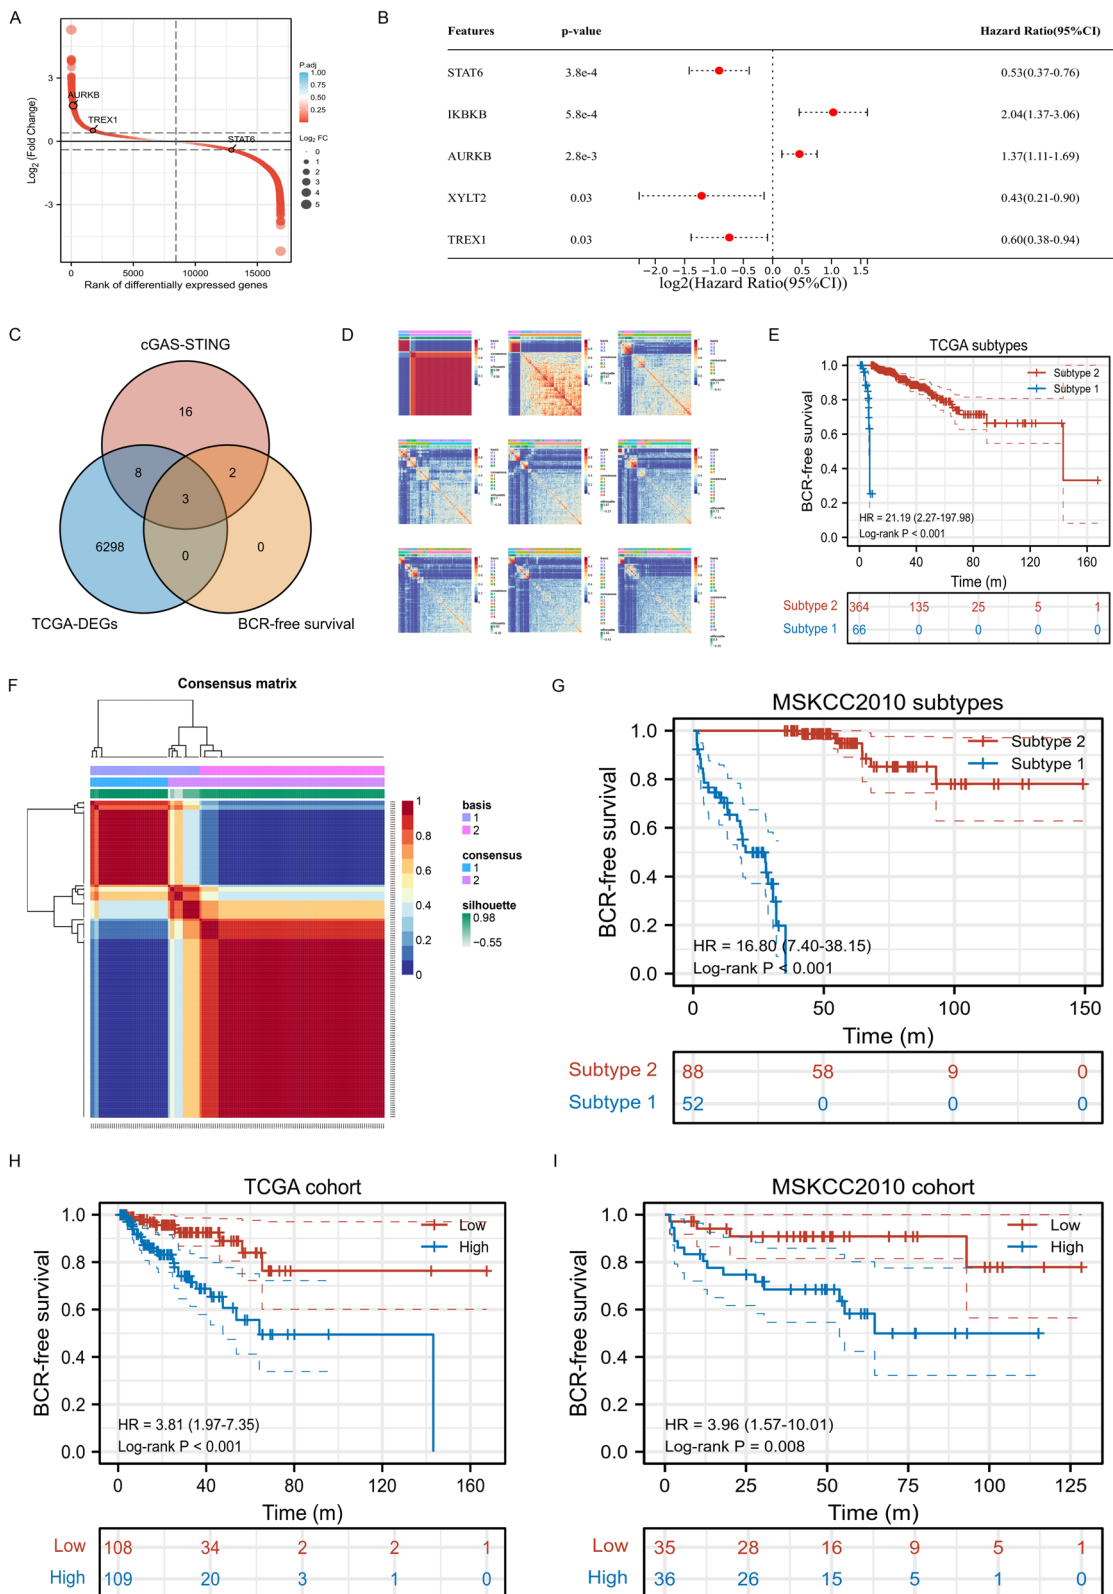 A
3
0
-3
Log2 (Fold Change)
AURKB
TREX1
STAT6
0
5000
10000
15000
Rank of differentially expressed genes
P.adj
1.00
0.75
0.50
0.25
Log2 FC
0
1
2
3
4
5
B
Features p-value Hazard Ratio(95%CI)
STAT6 3.8e-4 0.53(0.37-0.76)
IKBKB 5.8e-4 2.04(1.37-3.06)
AURKB 2.8e-3 1.37(1.11-1.69)
XYLT2 0.03 0.43(0.21-0.90)
TREX1 0.03 0.60(0.38-0.94)
−2.0 −1.5 −1.0 −0.5 0.0 0.5 1.0 1.5
log2(Hazard Ratio(95%CI))
C
cGAS-STING
16
8
2
3
6298
0
0
TCGA-DEGs
BCR-free survival
D
E
TCGA subtypes
Subtype 2
Subtype 1
BCR-free survival
1.0
0.8
0.6
0.4
0.2
0.0
HR = 21.19 (2.27-197.98)
Log-rank P < 0.001
0 40 80 120 160
Time (m)
Subtype 2 364 135 25 5 1
Subtype 1 66 0 0 0 0
F
Consensus matrix
1
0.8
0.6
0.4
0.2
0
basis
1
2
consensus
1
2
silhouette
0.98
−0.55
G
MSKCC2010 subtypes
Subtype 2
Subtype 1
BCR-free survival
1.0
0.8
0.6
0.4
0.2
0.0
HR = 16.80 (7.40-38.15)
Log-rank P < 0.001
0 50 100 150
Time (m)
Subtype 2 88 58 9 0
Subtype 1 52 0 0 0
H
TCGA cohort
Low
High
BCR-free survival
1.0
0.8
0.6
0.4
0.2
0.0
HR = 3.81 (1.97-7.35)
Log-rank P < 0.001
0 40 80 120 160
Time (m)
Low 108 34 2 2 1
High 109 20 3 1 0
I
MSKCC2010 cohort
Low
High
BCR-free survival
1.0
0.8
0.6
0.4
0.2
0.0
HR = 3.96 (1.57-10.01)
Log-rank P = 0.008
0 25 50 75 100 125
Time (m)
Low 35 28 16 9 5 1
High 36 26 15 5 1 0